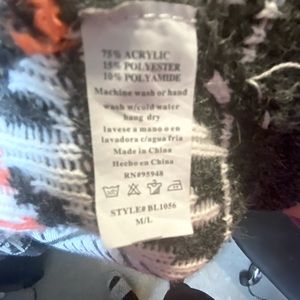 75% ACRYLIC
15% POLYESTER
10% POLYAMIDE
Machine wash or hand
wash w/cold water
hang dry
lavese a mano o en
lavadora c/agua fria
Made in China
Hecho en China
RN#95948
STYLE# BL1056
M/L